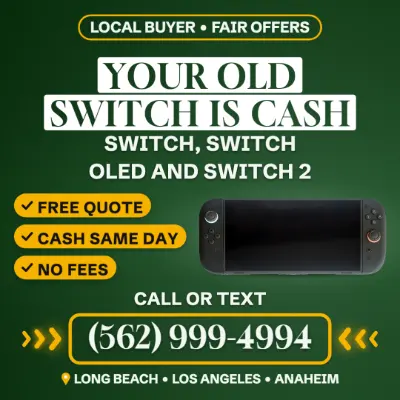 LOCAL BUYER • FAIR OFFERS
YOUR OLD
SWITCH IS CASH
SWITCH, SWITCH
OLED AND SWITCH 2
FREE QUOTE
CASH SAME DAY
NO FEES
CALL OR TEXT
(562) 999-4994
LONG BEACH • LOS ANGELES • ANAHEIM